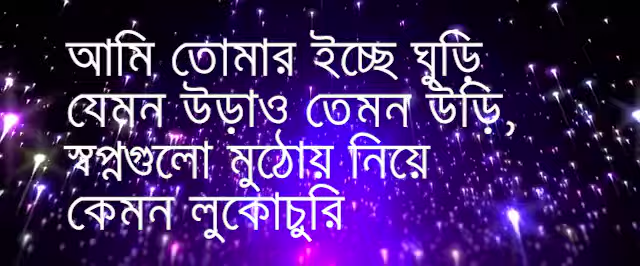 আমি তোমার ইচ্ছে ঘুড়ি
যেমন উড়াও তেমন উড়ি,
স্বপ্নগুলো মুঠোয় নিয়ে
কেমন লুকোচুরি